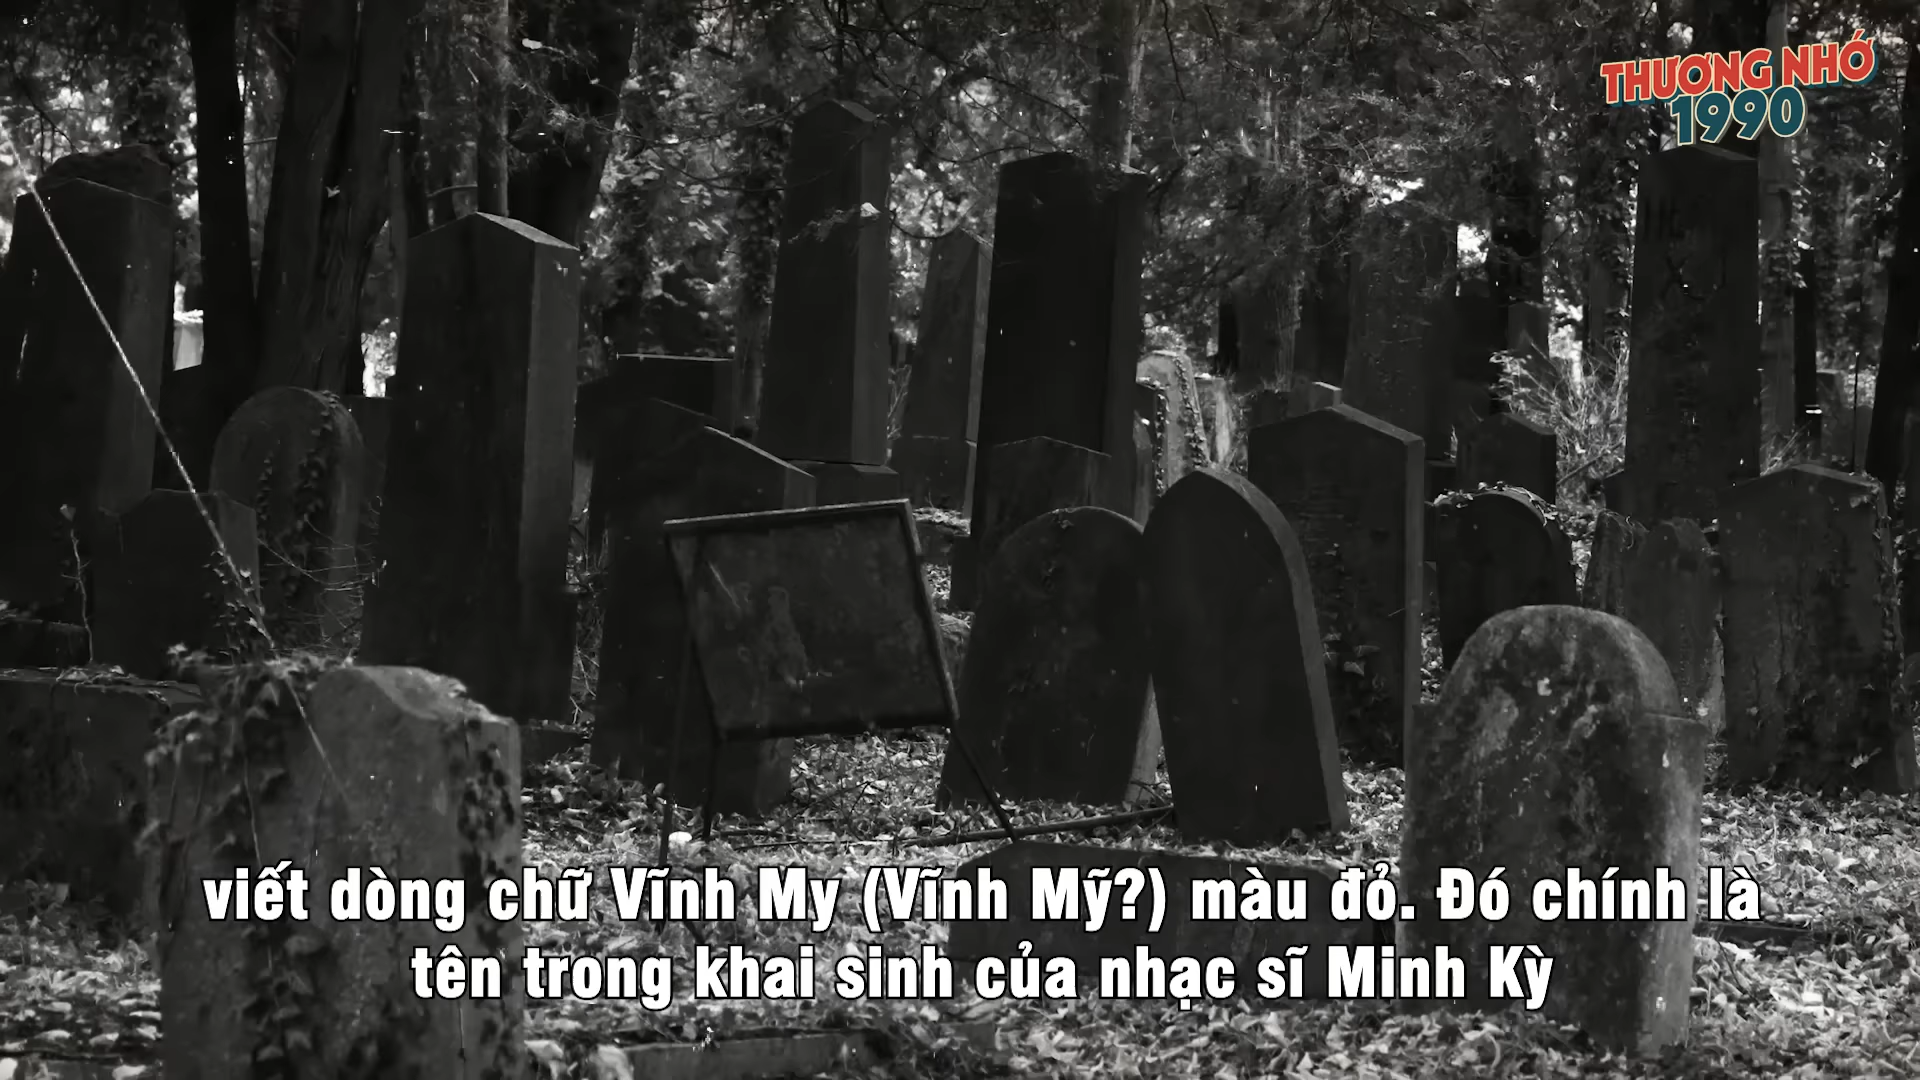 THƯƠNG NHỚ
1990
viết dòng chữ Vĩnh My (Vĩnh Mỹ?) màu đỏ. Đó chính là
tên trong khai sinh của nhạc sĩ Minh Kỳ